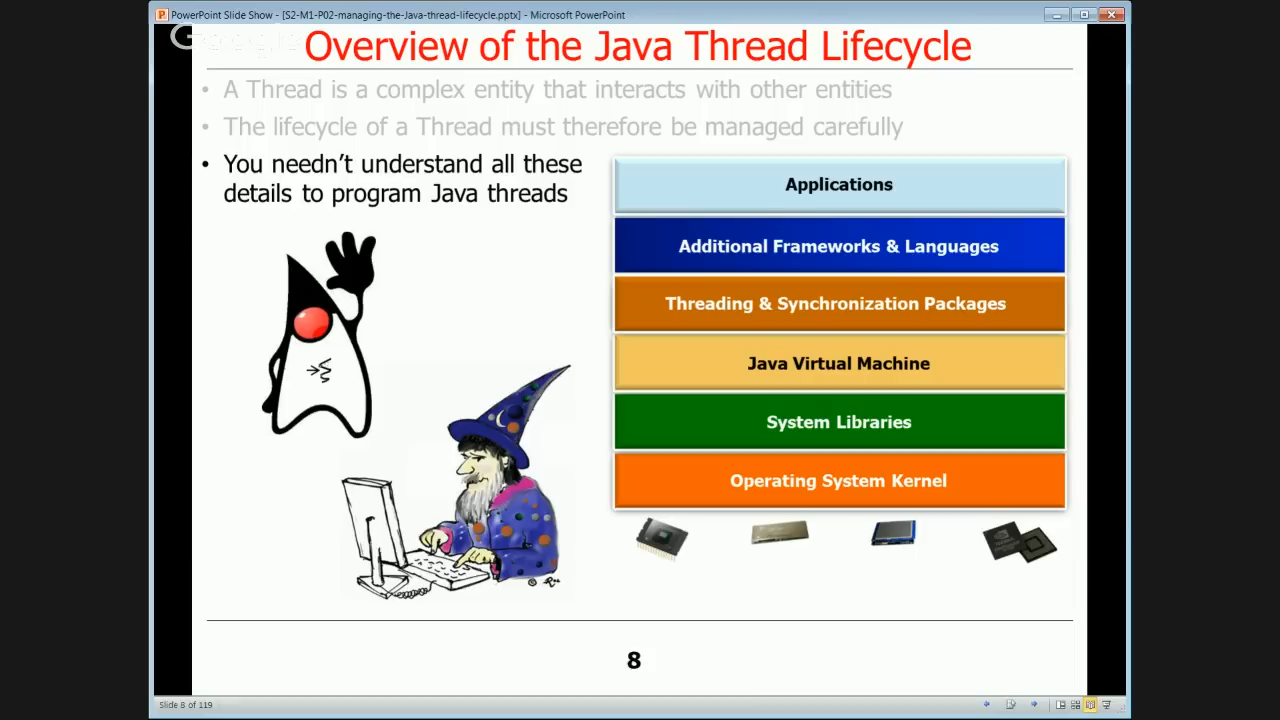 PowerPoint Slide Show - [S2-M1-P02-managing-the-Java-thread-lifecycle.pptx] - Microsoft PowerPoint
Google
Overview of the Java Thread Lifecycle
• A Thread is a complex entity that interacts with other entities
• The lifecycle of a Thread must therefore be managed carefully
• You needn't understand all these
details to program Java threads
Applications
Additional Frameworks & Languages
Threading & Synchronization Packages
Java Virtual Machine
System Libraries
Operating System Kernel
8
Slide 8 of 119